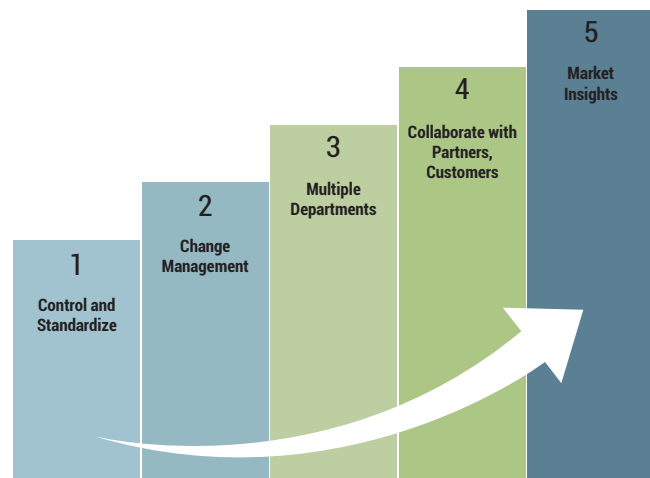 1
Control and
Standardize
2
Change
Management
3
Multiple
Departments
4
Collaborate with
Partners,
Customers
5
Market
Insights